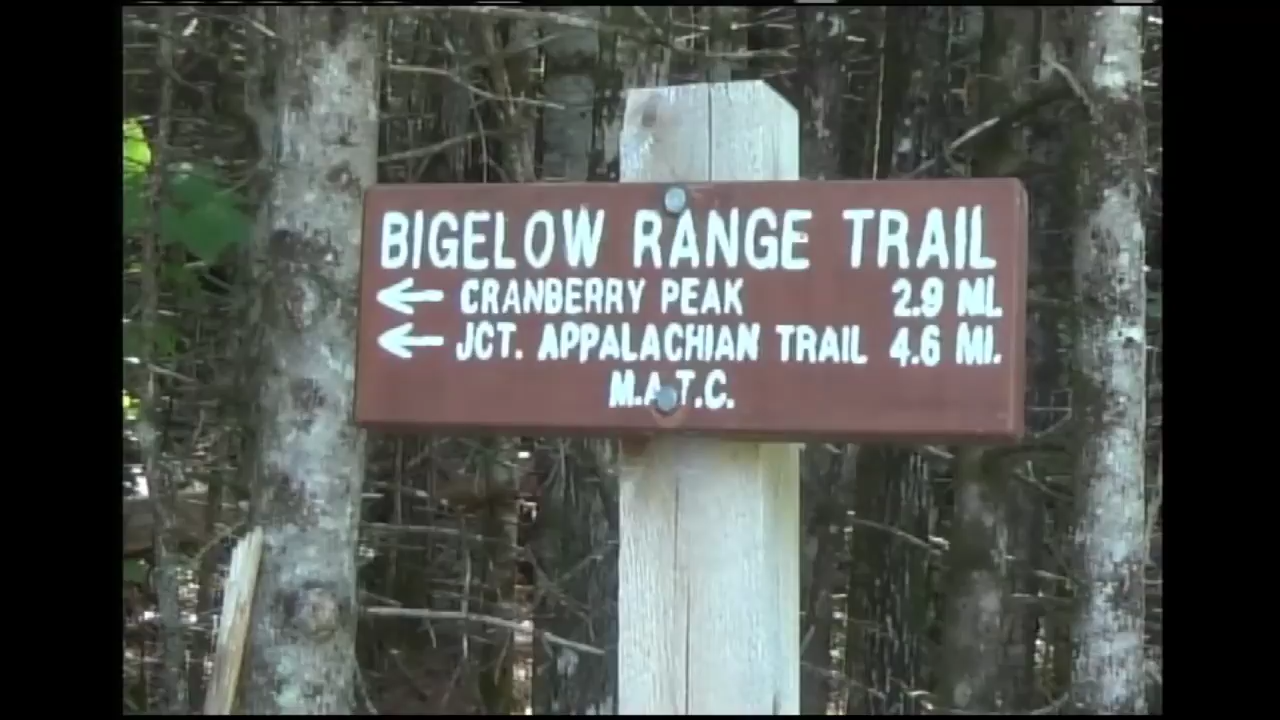 BIGELOW RANGE TRAIL
← CRANBERRY PEAK 2.9 MI.
← JCT. APPALACHIAN TRAIL 4.6 MI.
M.A.T.C.